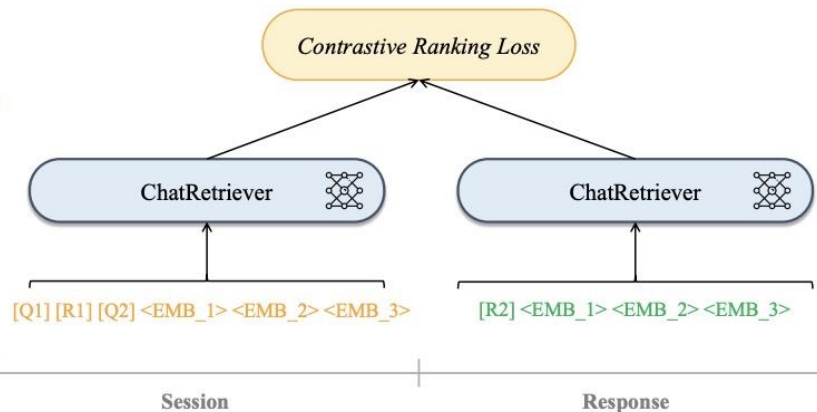 Contrastive Ranking Loss
ChatRetriever
ChatRetriever
[Q1] [R1] [Q2] <EMB_1> <EMB_2> <EMB_3>
[R2] <EMB_1> <EMB_2> <EMB_3>
Session
Response